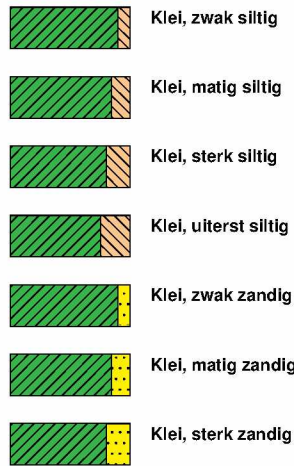 Klei, zwak siltig
Klei, matig siltig
Klei, sterk siltig
Klei, uiterst siltig
Klei, zwak zandig
Klei, matig zandig
Klei, sterk zandig